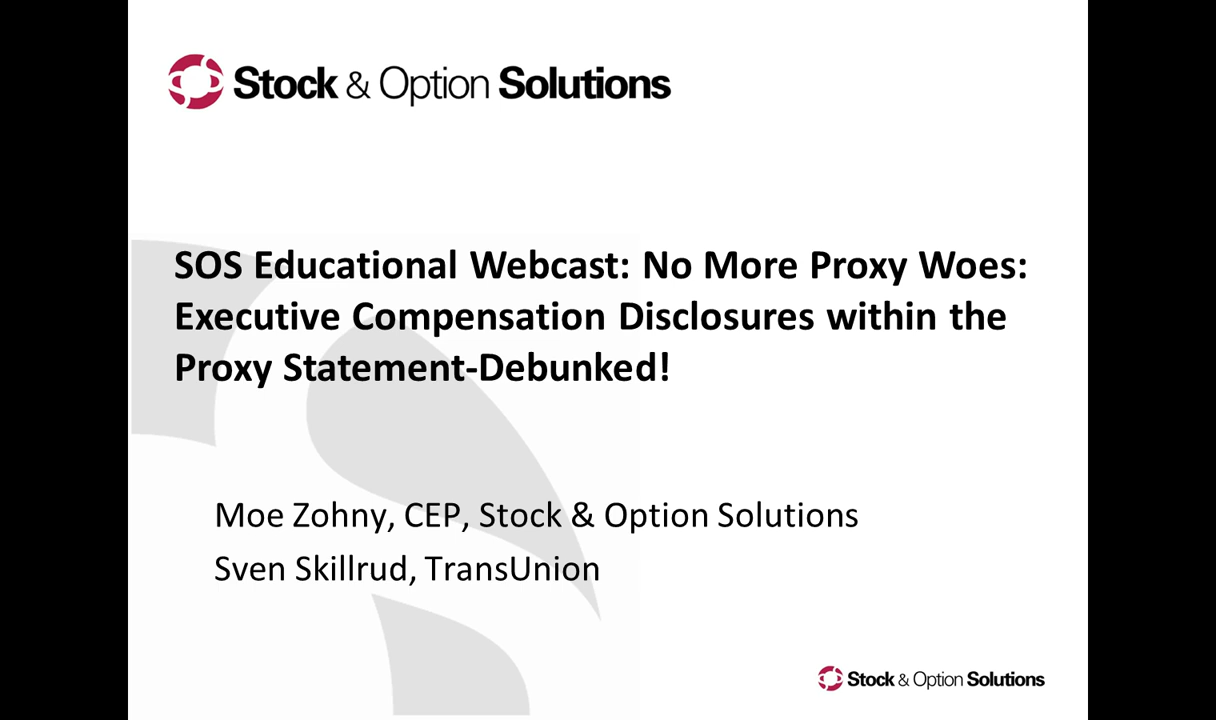 Stock & Option Solutions
SOS Educational Webcast: No More Proxy Woes:
Executive Compensation Disclosures within the
Proxy Statement-Debunked!
Moe Zohny, CEP, Stock & Option Solutions
Sven Skillrud, TransUnion
Stock & Option Solutions